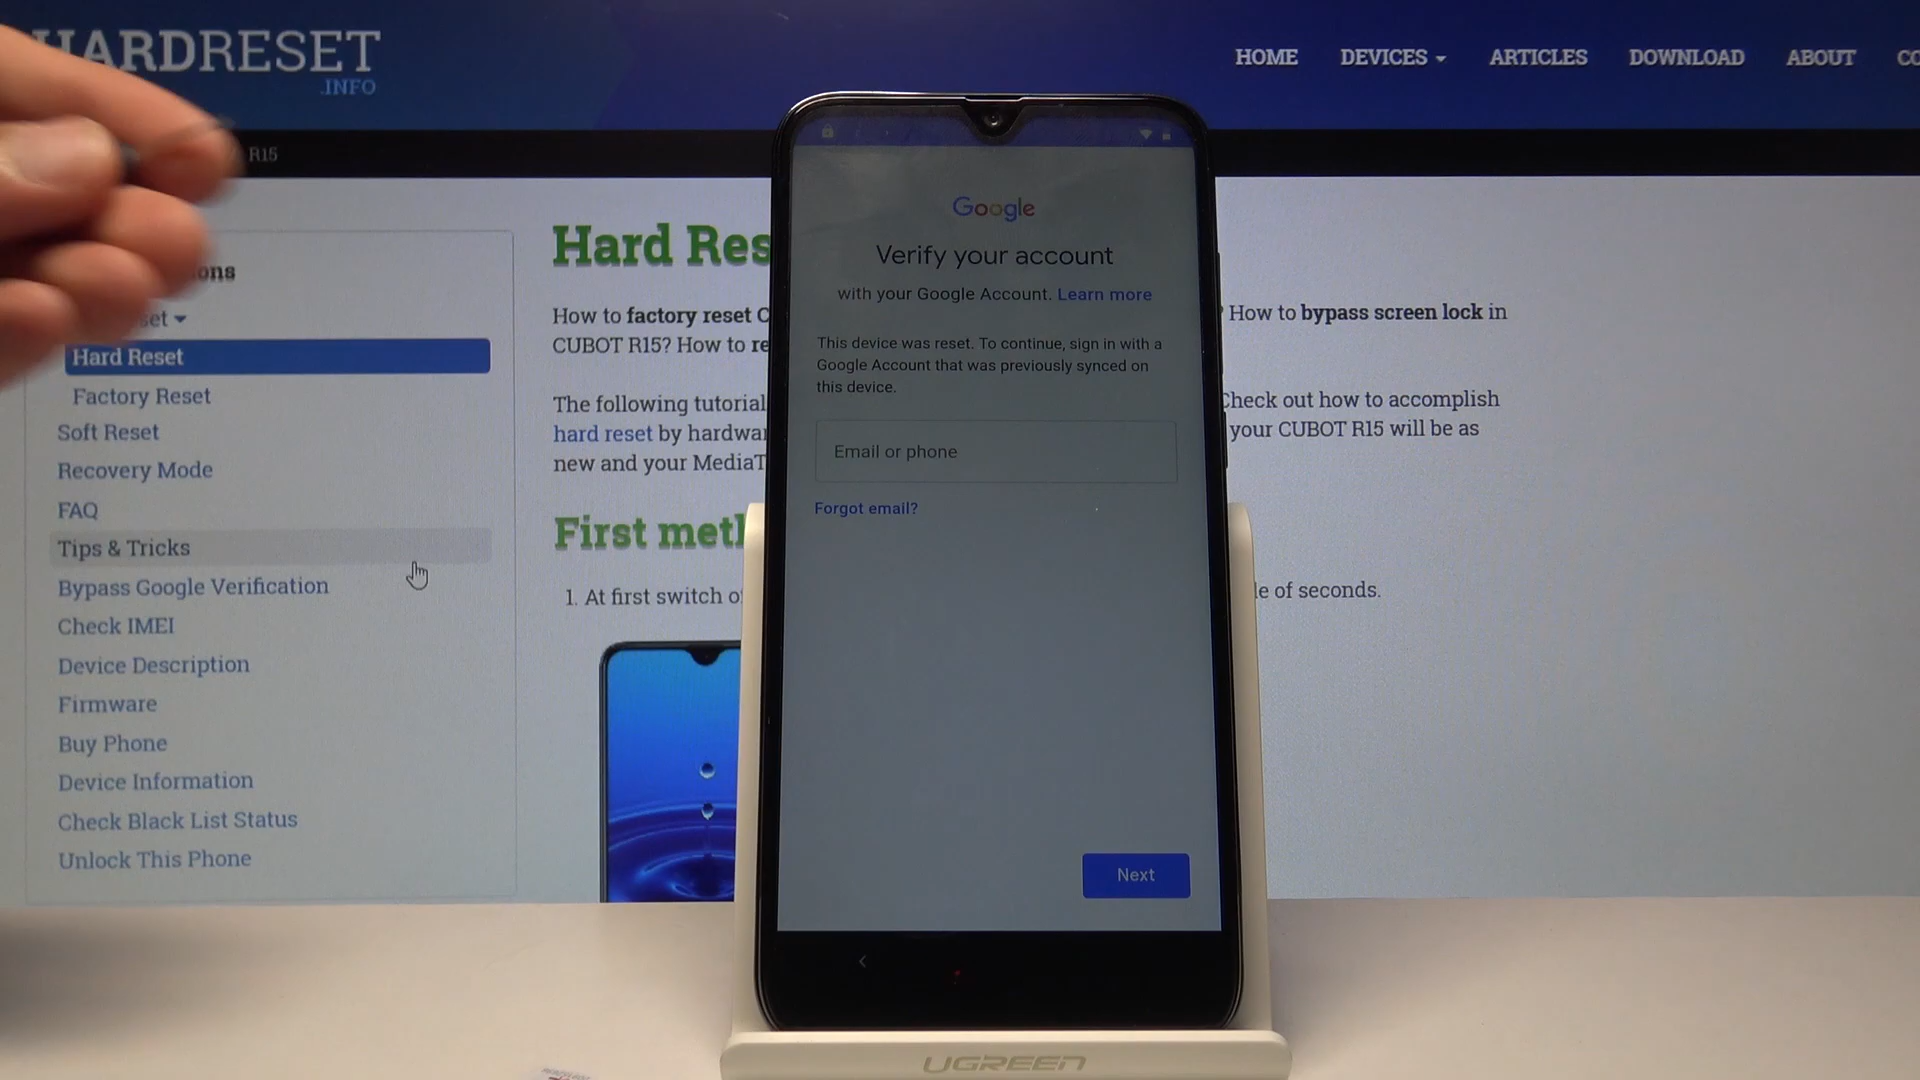 HARDRESET
.INFO
HOME
DEVICES
ARTICLES
DOWNLOAD
ABOUT
R15
Hard Reset
Factory Reset
Soft Reset
Recovery Mode
FAQ
Tips & Tricks
Bypass Google Verification
Check IMEI
Device Description
Firmware
Buy Phone
Device Information
Check Black List Status
Unlock This Phone
Hard Res
How to factory reset C
CUBOT R15? How to re
The following tutorial
hard reset by hardwa
new and your MediaT
First met
1. At first switch o
? How to bypass screen lock in
Check out how to accomplish
your CUBOT R15 will be as
le of seconds.
Google
Verify your account
with your Google Account. Learn more
This device was reset. To continue, sign in with a
Google Account that was previously synced on
this device.
Email or phone
Forgot email?
Next
UGREEN